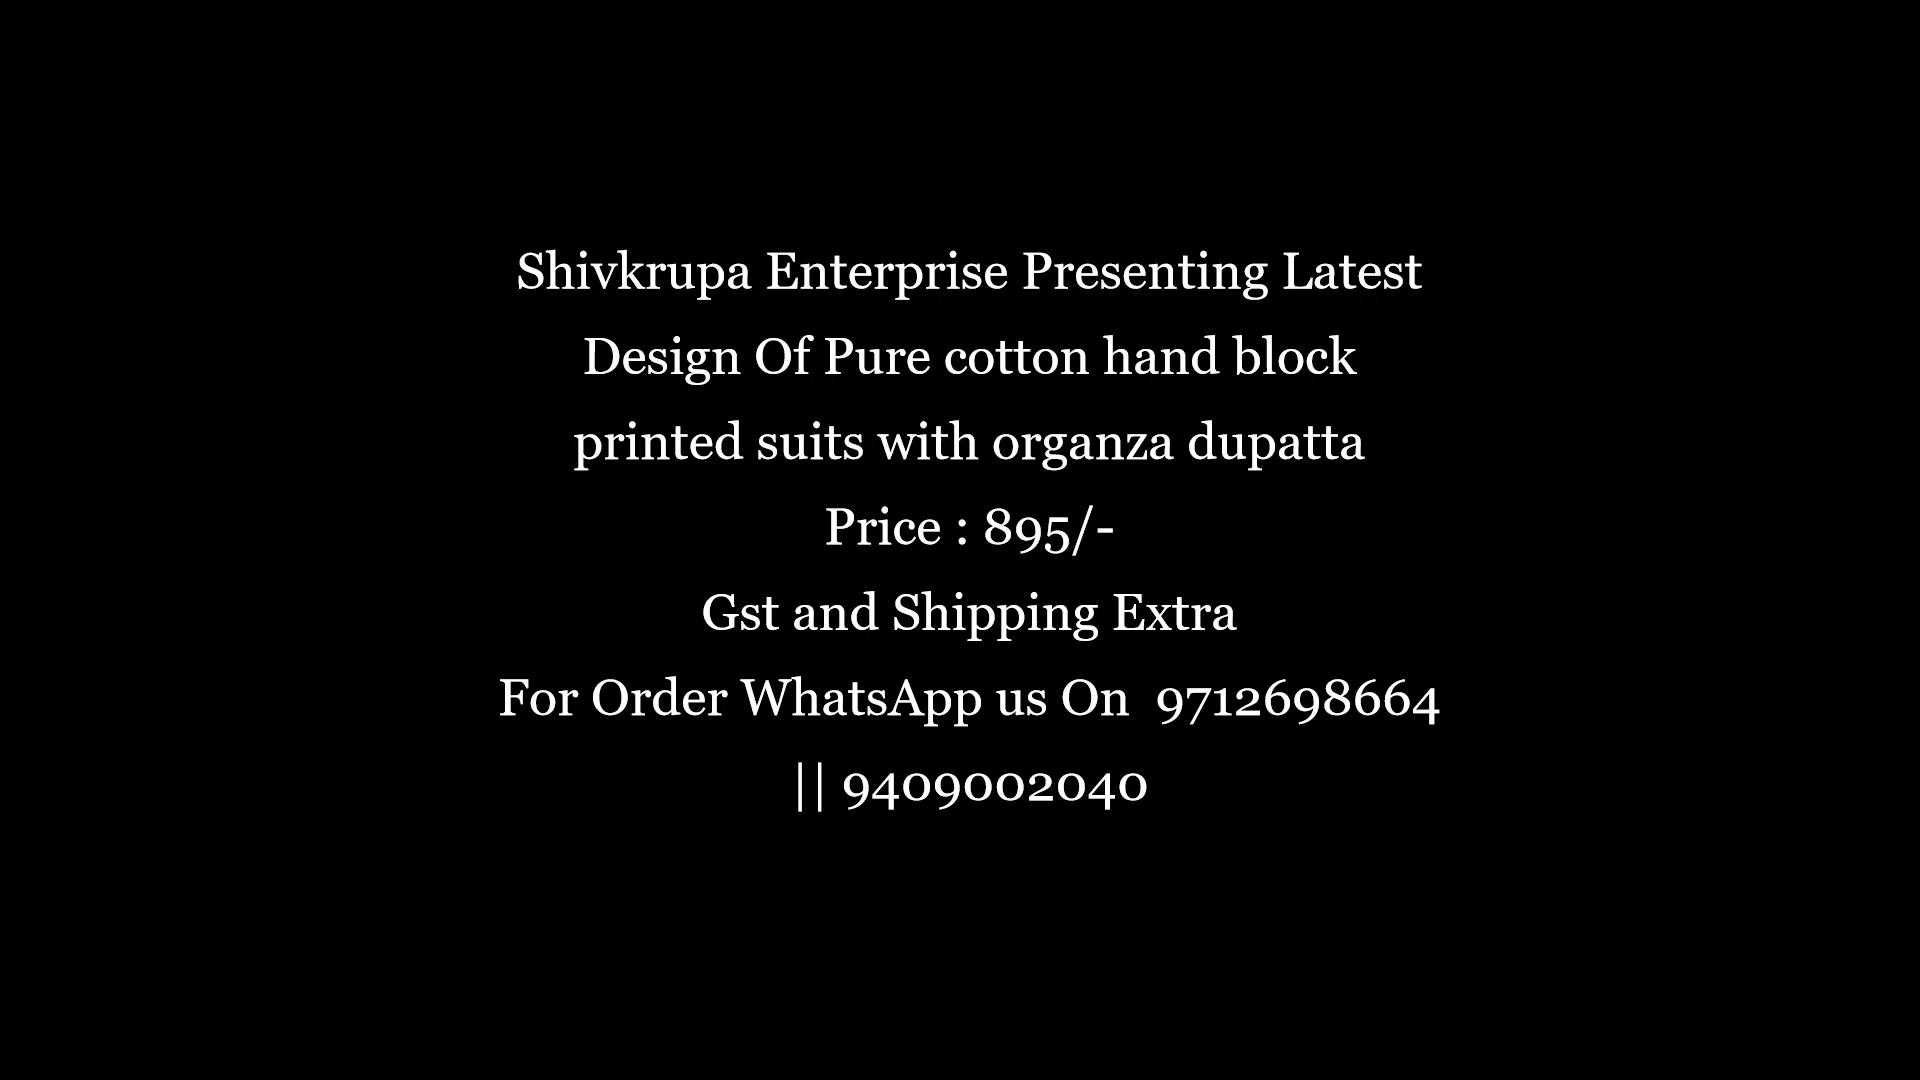 Shivkrupa Enterprise Presenting Latest
Design Of Pure cotton hand block
printed suits with organza dupatta
Price : 895/-
Gst and Shipping Extra
For Order WhatsApp us On  9712698664
|| 9409002040